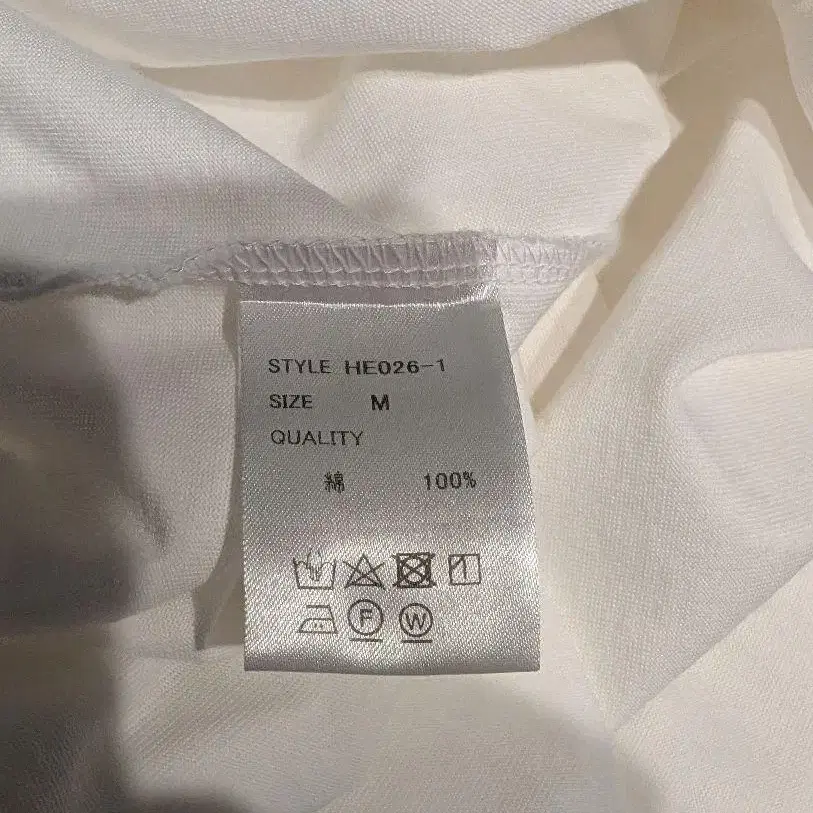 STYLE HE026-1
SIZE M
QUALITY
綿 100%
F W